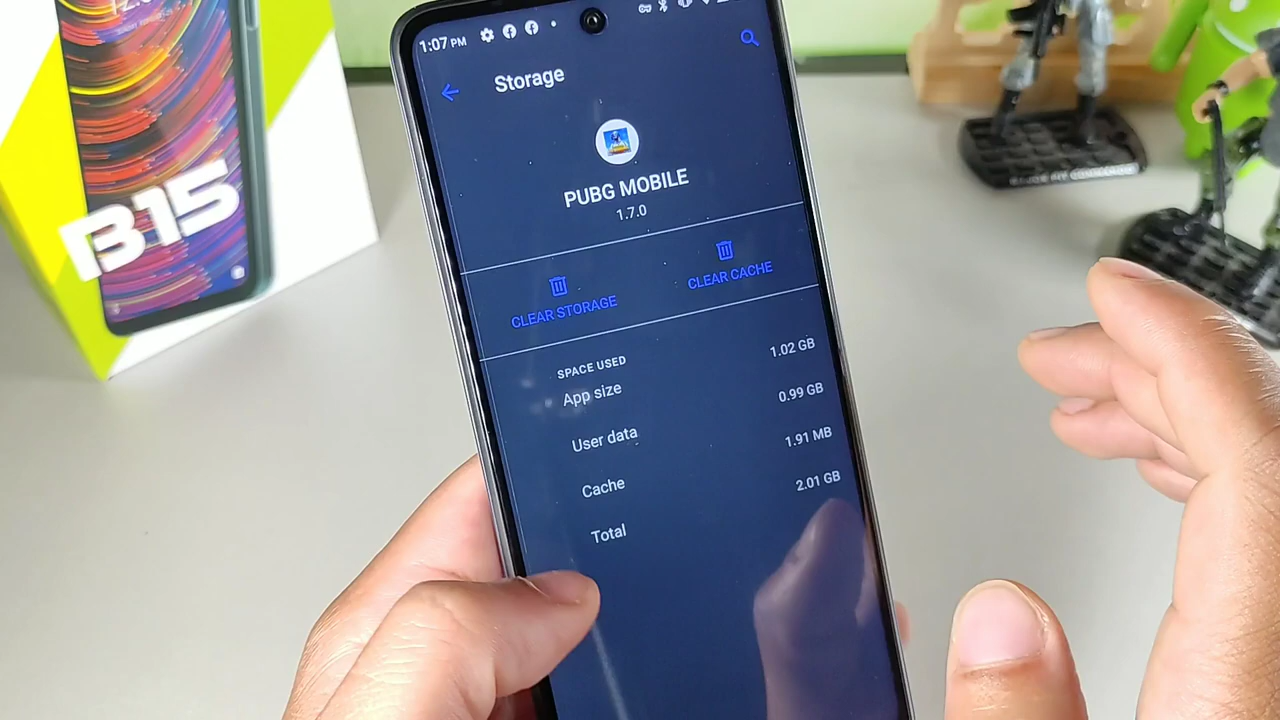 1:07 PM
Storage
PUBG MOBILE
1.7.0
CLEAR STORAGE
CLEAR CACHE
SPACE USED
App size 1.02 GB
User data 0.99 GB
Cache 1.91 MB
Total 2.01 GB
B15